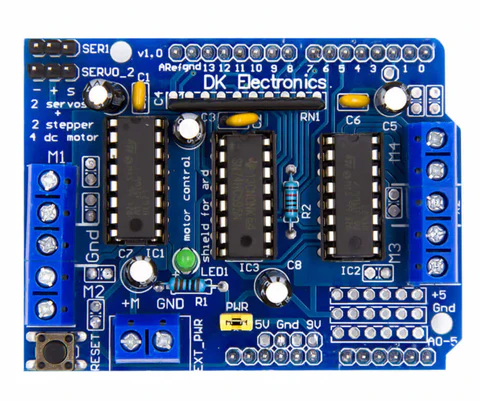 SER1
v1.0
ARef
gnd
13 12 11 10 9 8
7 6 5 4 3 2 1 0
SERVO_2
C1
C4
DK Electronics
- + S
2 servos
+
2 stepper
4 dc motor
C3
RN1
C6
C5
M1
motor control
shield for ard
M4
R2
Gnd
M3
C7
IC1
LED1
IC3
C8
IC2
M2
+M
GND
R1
PWR
+5
Gnd
A0-5
RESET
EXT_PWR
5V Gnd 9V